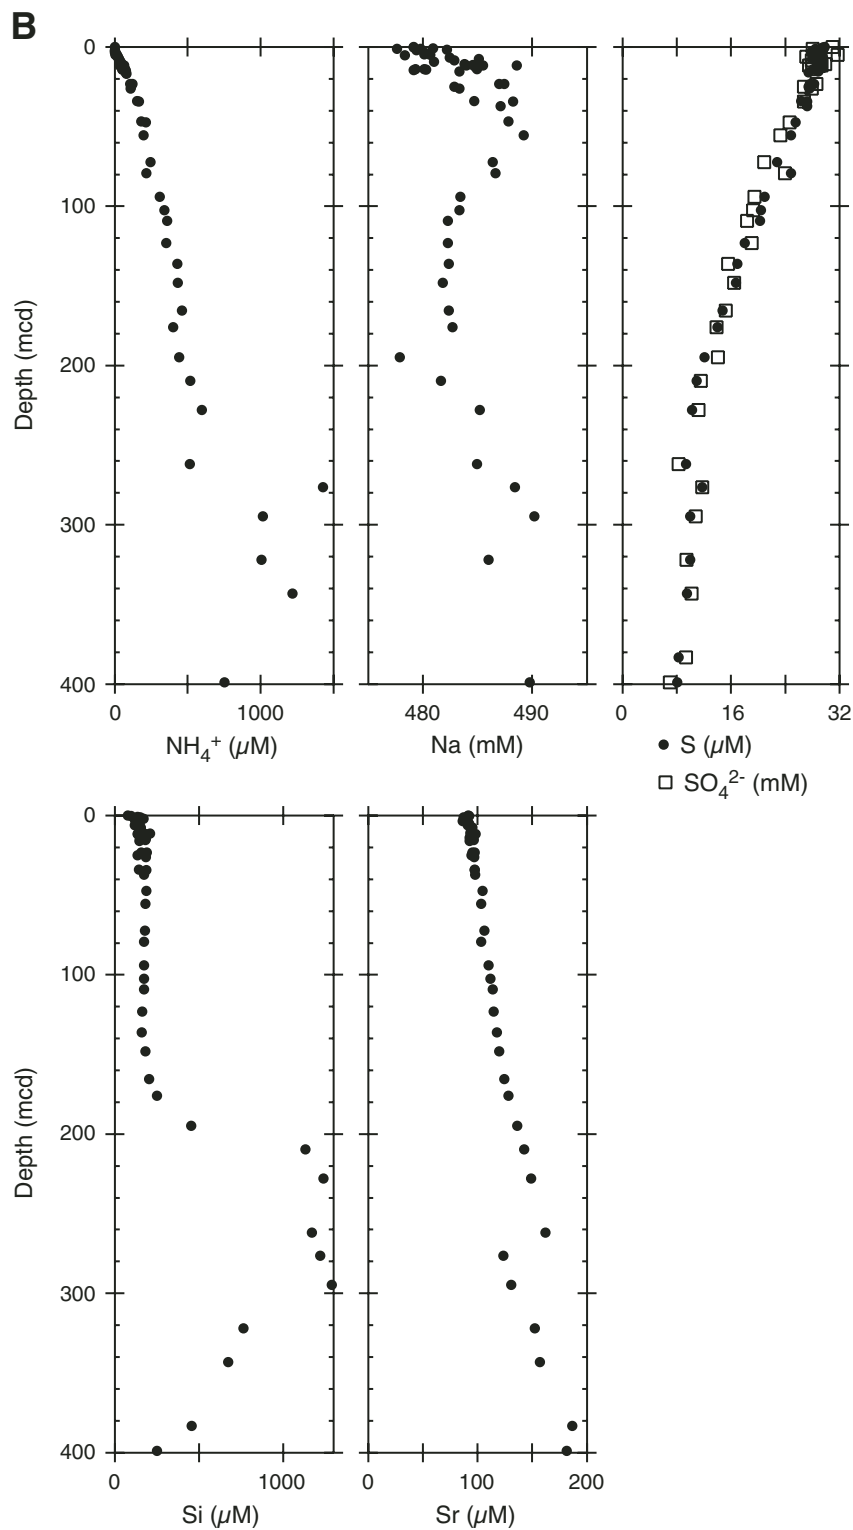 B
0
100
200
300
400
Depth (mcd)
0 1000
NH₄⁺ (µM)
480 490
Na (mM)
0 16 32
● S (µM)
□ SO₄²⁻ (mM)
0
100
200
300
400
Depth (mcd)
0 1000
Si (µM)
0 100 200
Sr (µM)